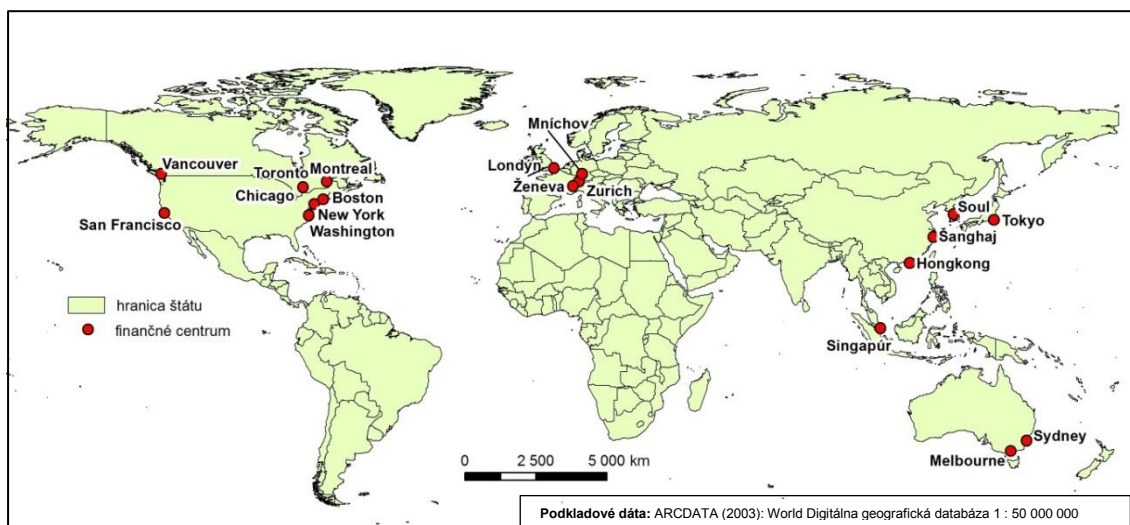 Mníchov
Londýn
Vancouver
Toronto
Montreal
Ženeva
Zurich
Chicago
Boston
San Francisco
New York
Washington
Soul
Tokyo
Šanghaj
Hongkong
hranica štátu
finančné centrum
Singapúr
Sydney
Melbourne
0 2 500 5 000 km
Podkladové dáta: ARCDATA (2003): World Digitálna geografická databáza 1 : 50 000 000